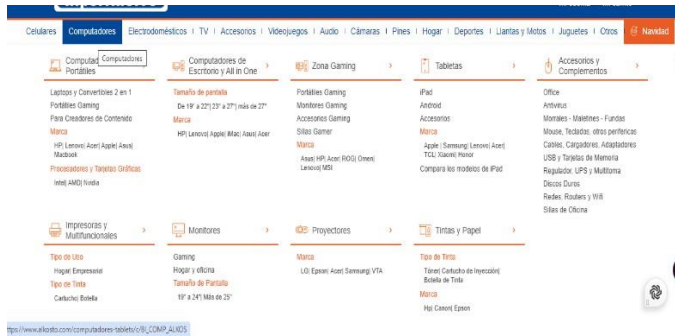 Celulares Computadores Electrodomésticos TV Accesorios Videojuegos Audio Cámaras Pines Hogar Deportes Llantas y Motos Juguetes Otros Navidad
Computadores
Portátiles
Laptops y Convertibles 2 en 1
Portátiles Gaming
Para Creadores de Contenido
Marca
HP| Lenovo| Acer| Apple| Asus|
Macbook
Procesadores y Tarjetas Gráficas
Intel| AMD| Nvidia
Computadores de
Escritorio y All in One
Tamaño de pantalla
De 19" a 22"| 23" a 27"| más de 27"
Marca
HP| Lenovo| Apple| iMac| Asus| Acer
Zona Gaming
Portátiles Gaming
Monitores Gaming
Accesorios Gaming
Sillas Gamer
Marca
Asus| HP| Acer| ROG| Omen|
Lenovo| MSI
Tabletas
iPad
Android
Accesorios
Marca
Apple | Samsung| Lenovo| Acer|
TCL| Xiaomi| Honor
Compara los modelos de iPad
Accesorios y
Complementos
Office
Antivirus
Morrales - Maletines - Fundas
Mouse, Teclados, otros periféricos
Cables, Cargadores, Adaptadores
USB y Tarjetas de Memoria
Regulador, UPS y Multitoma
Discos Duros
Redes, Routers y Wifi
Sillas de Oficina
Impresoras y
Multifuncionales
Tipo de Uso
Hogar| Empresarial
Tipo de Tinta
Cartucho| Botella
Monitores
Gaming
Hogar y oficina
Tamaño de Pantalla
19" a 24"| Más de 25"
Proyectores
Marca
LG| Epson| Acer| Samsung| VTA
Tintas y Papel
Tipo de Tinta
Tóner| Cartucho de Inyección|
Botella de Tinta
Marca
Hp| Canon| Epson
ttps://www.alkosto.com/computadores-tablet/c/BI_COMP_ALKOS